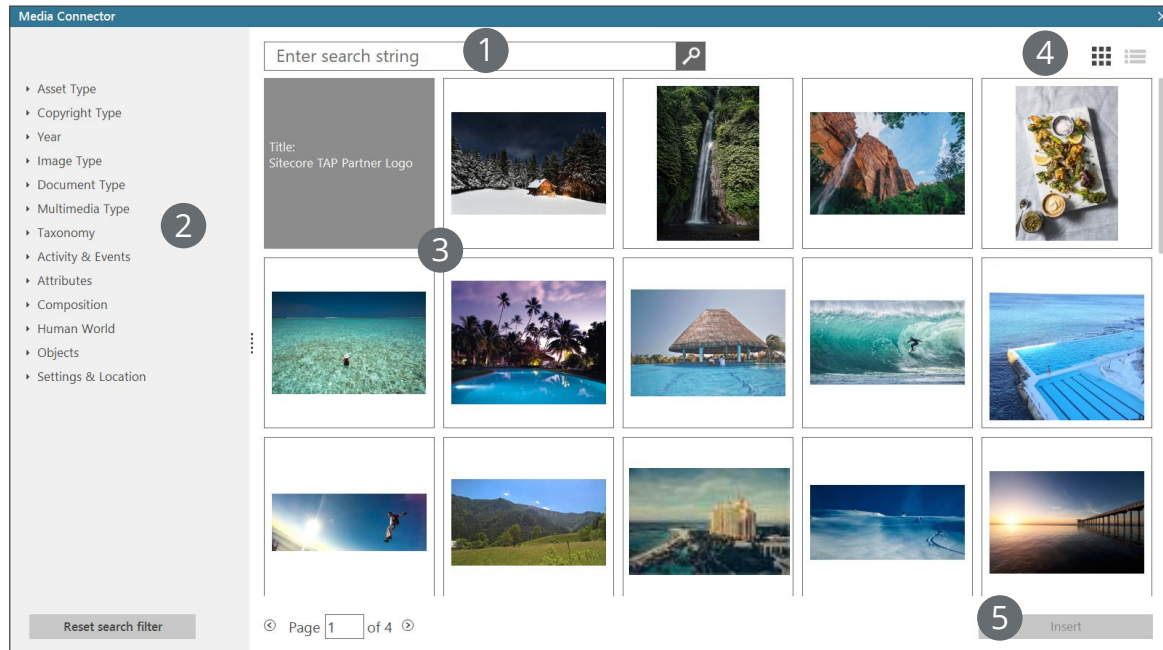 Media Connector
Enter search string
1
4
Asset Type
Copyright Type
Year
Image Type
Document Type
Multimedia Type
Taxonomy
Activity & Events
Attributes
Composition
Human World
Objects
Settings & Location
2
Title:
Sitecore TAP Partner Logo
3
Reset search filter
Page 1 of 4
5
Insert